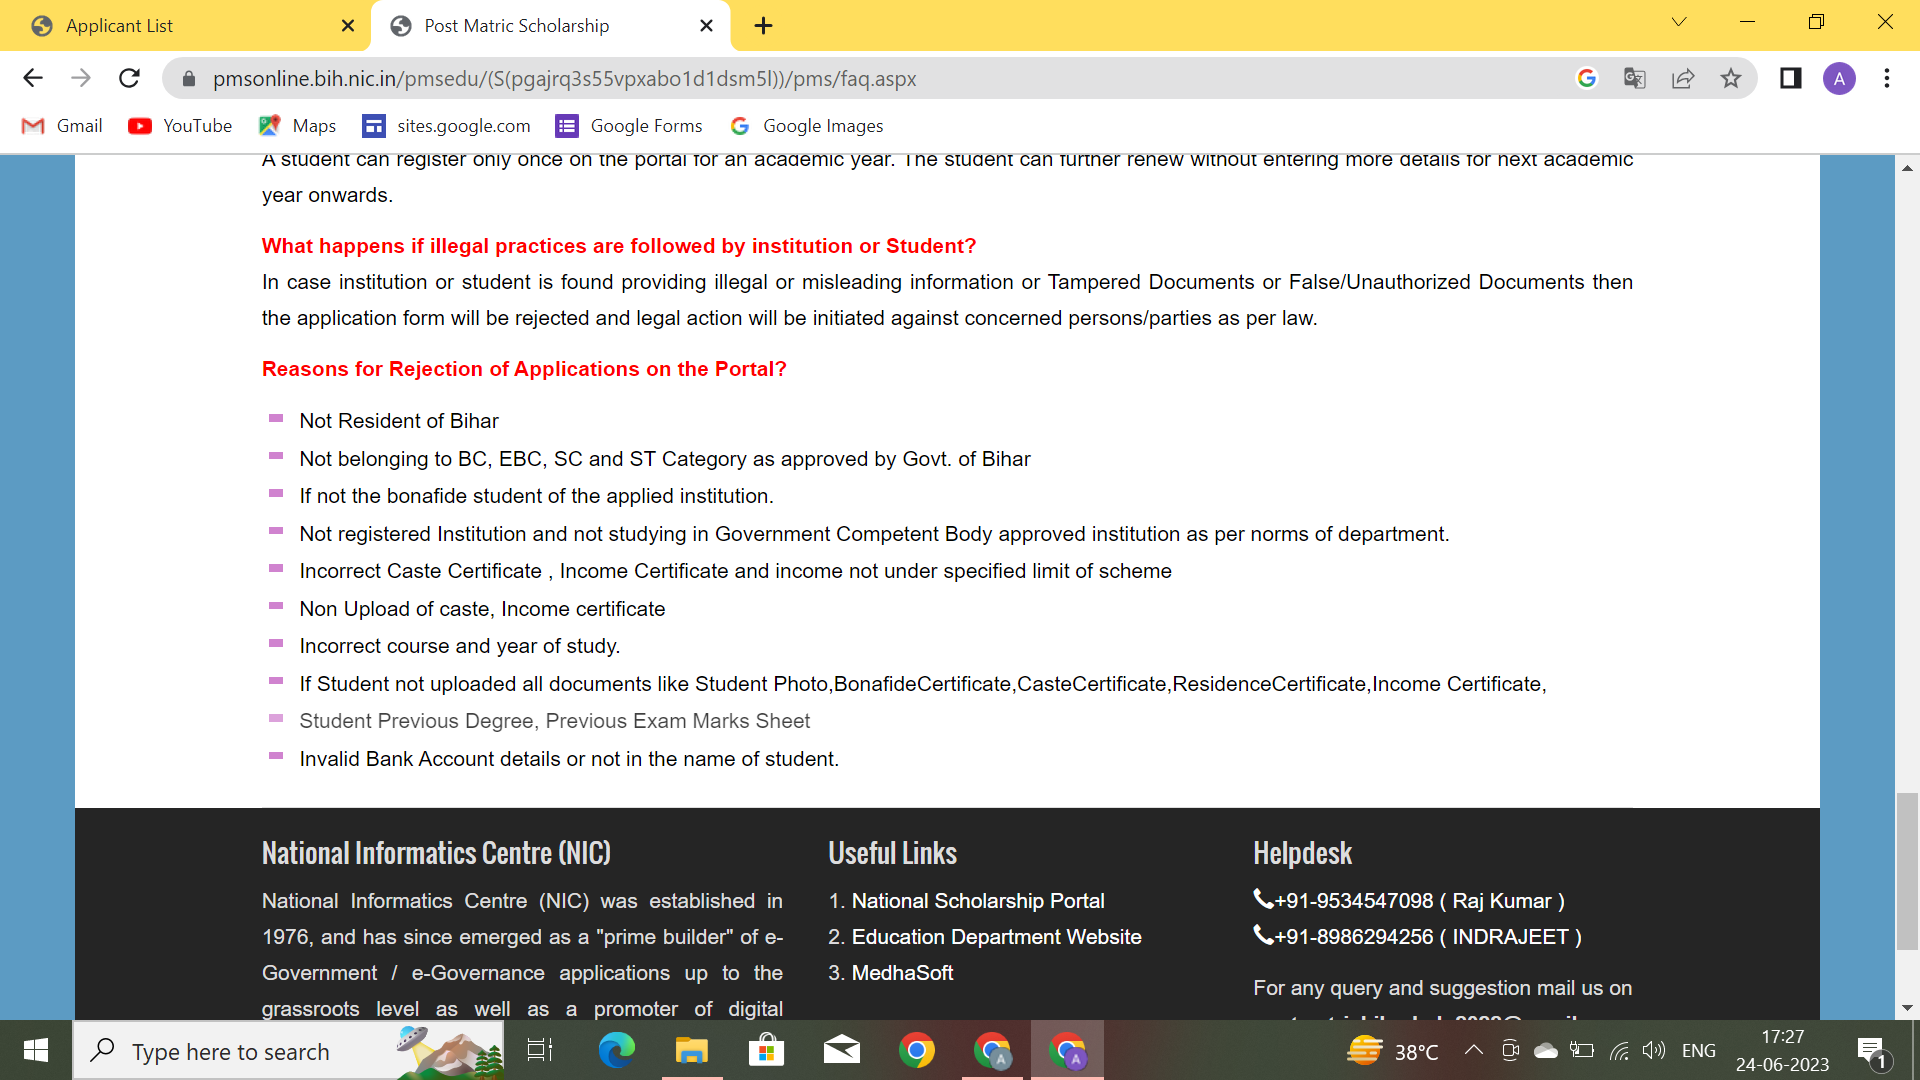 Applicant List
Post Matric Scholarship
pmsonline.bih.nic.in/pmsedu/(S(pgajrq3s55vpxabo1d1dsm5l))/pms/faq.aspx
A
Gmail
YouTube
Maps
sites.google.com
Google Forms
Google Images
A student can register only once on the portal for an academic year. The student can further renew without entering more details for next academic
year onwards.
What happens if illegal practices are followed by institution or Student?
In case institution or student is found providing illegal or misleading information or Tampered Documents or False/Unauthorized Documents then
the application form will be rejected and legal action will be initiated against concerned persons/parties as per law.
Reasons for Rejection of Applications on the Portal?
Not Resident of Bihar
Not belonging to BC, EBC, SC and ST Category as approved by Govt. of Bihar
If not the bonafide student of the applied institution.
Not registered Institution and not studying in Government Competent Body approved institution as per norms of department.
Incorrect Caste Certificate , Income Certificate and income not under specified limit of scheme
Non Upload of caste, Income certificate
Incorrect course and year of study.
If Student not uploaded all documents like Student Photo,BonafideCertificate,CasteCertificate,ResidenceCertificate,Income Certificate,
Student Previous Degree, Previous Exam Marks Sheet
Invalid Bank Account details or not in the name of student.
National Informatics Centre (NIC)
National Informatics Centre (NIC) was established in
1976, and has since emerged as a "prime builder" of e-
Government / e-Governance applications up to the
grassroots level as well as a promoter of digital
Useful Links
1. National Scholarship Portal
2. Education Department Website
3. MedhaSoft
Helpdesk
+91-9534547098 ( Raj Kumar )
+91-8986294256 ( INDRAJEET )
For any query and suggestion mail us on
Type here to search
38°C
ENG
17:27
24-06-2023
1